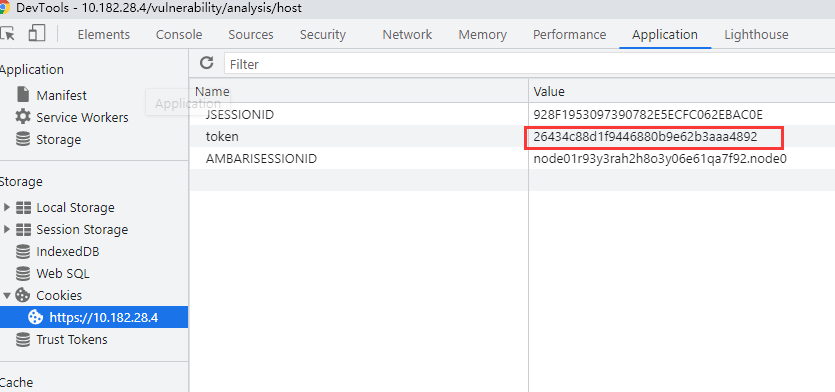 DevTools - 10.182.28.4/vulnerability/analysis/host
Elements Console Sources Security Network Memory Performance Application Lighthouse
Application
Manifest
Service Workers
Storage
Storage
Local Storage
Session Storage
IndexedDB
Web SQL
Cookies
https://10.182.28.4
Trust Tokens
Cache
Filter
Application
Name Value
JSESSIONID 928F1953097390782E5ECFC062EBAC0E
token 26434c88d1f9446880b9e62b3aaa4892
AMBARISESSIONID node01r93y3rah2h8o3y06e61qa7f92.node0